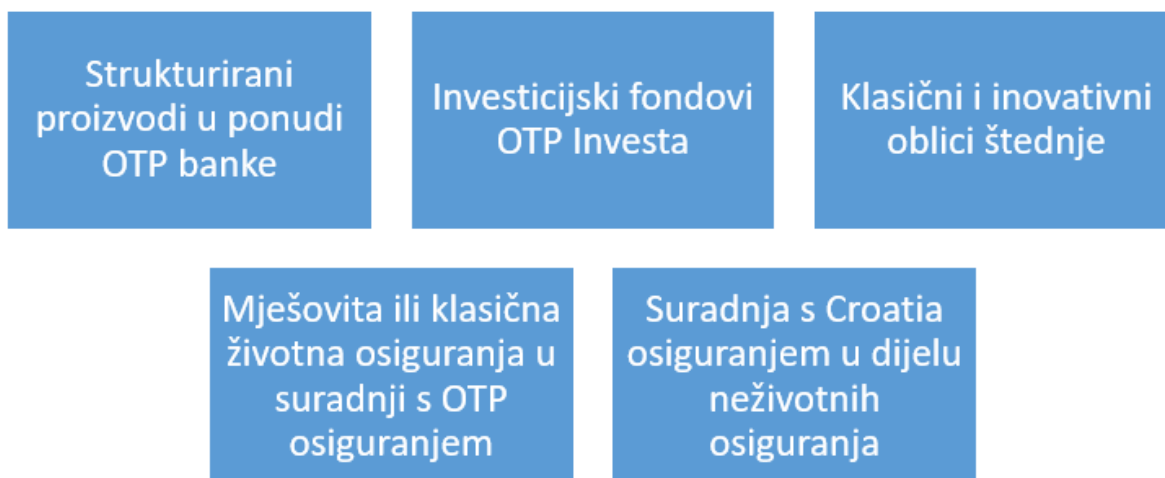 Strukturirani
proizvodi u ponudi
OTP banke
Investicijski fondovi
OTP Investa
Klasični i inovativni
oblici štednje
Mješovita ili klasična
životna osiguranja u
suradnji s OTP
osiguranjem
Suradnja s Croatia
osiguranjem u dijelu
neživotnih
osiguranja